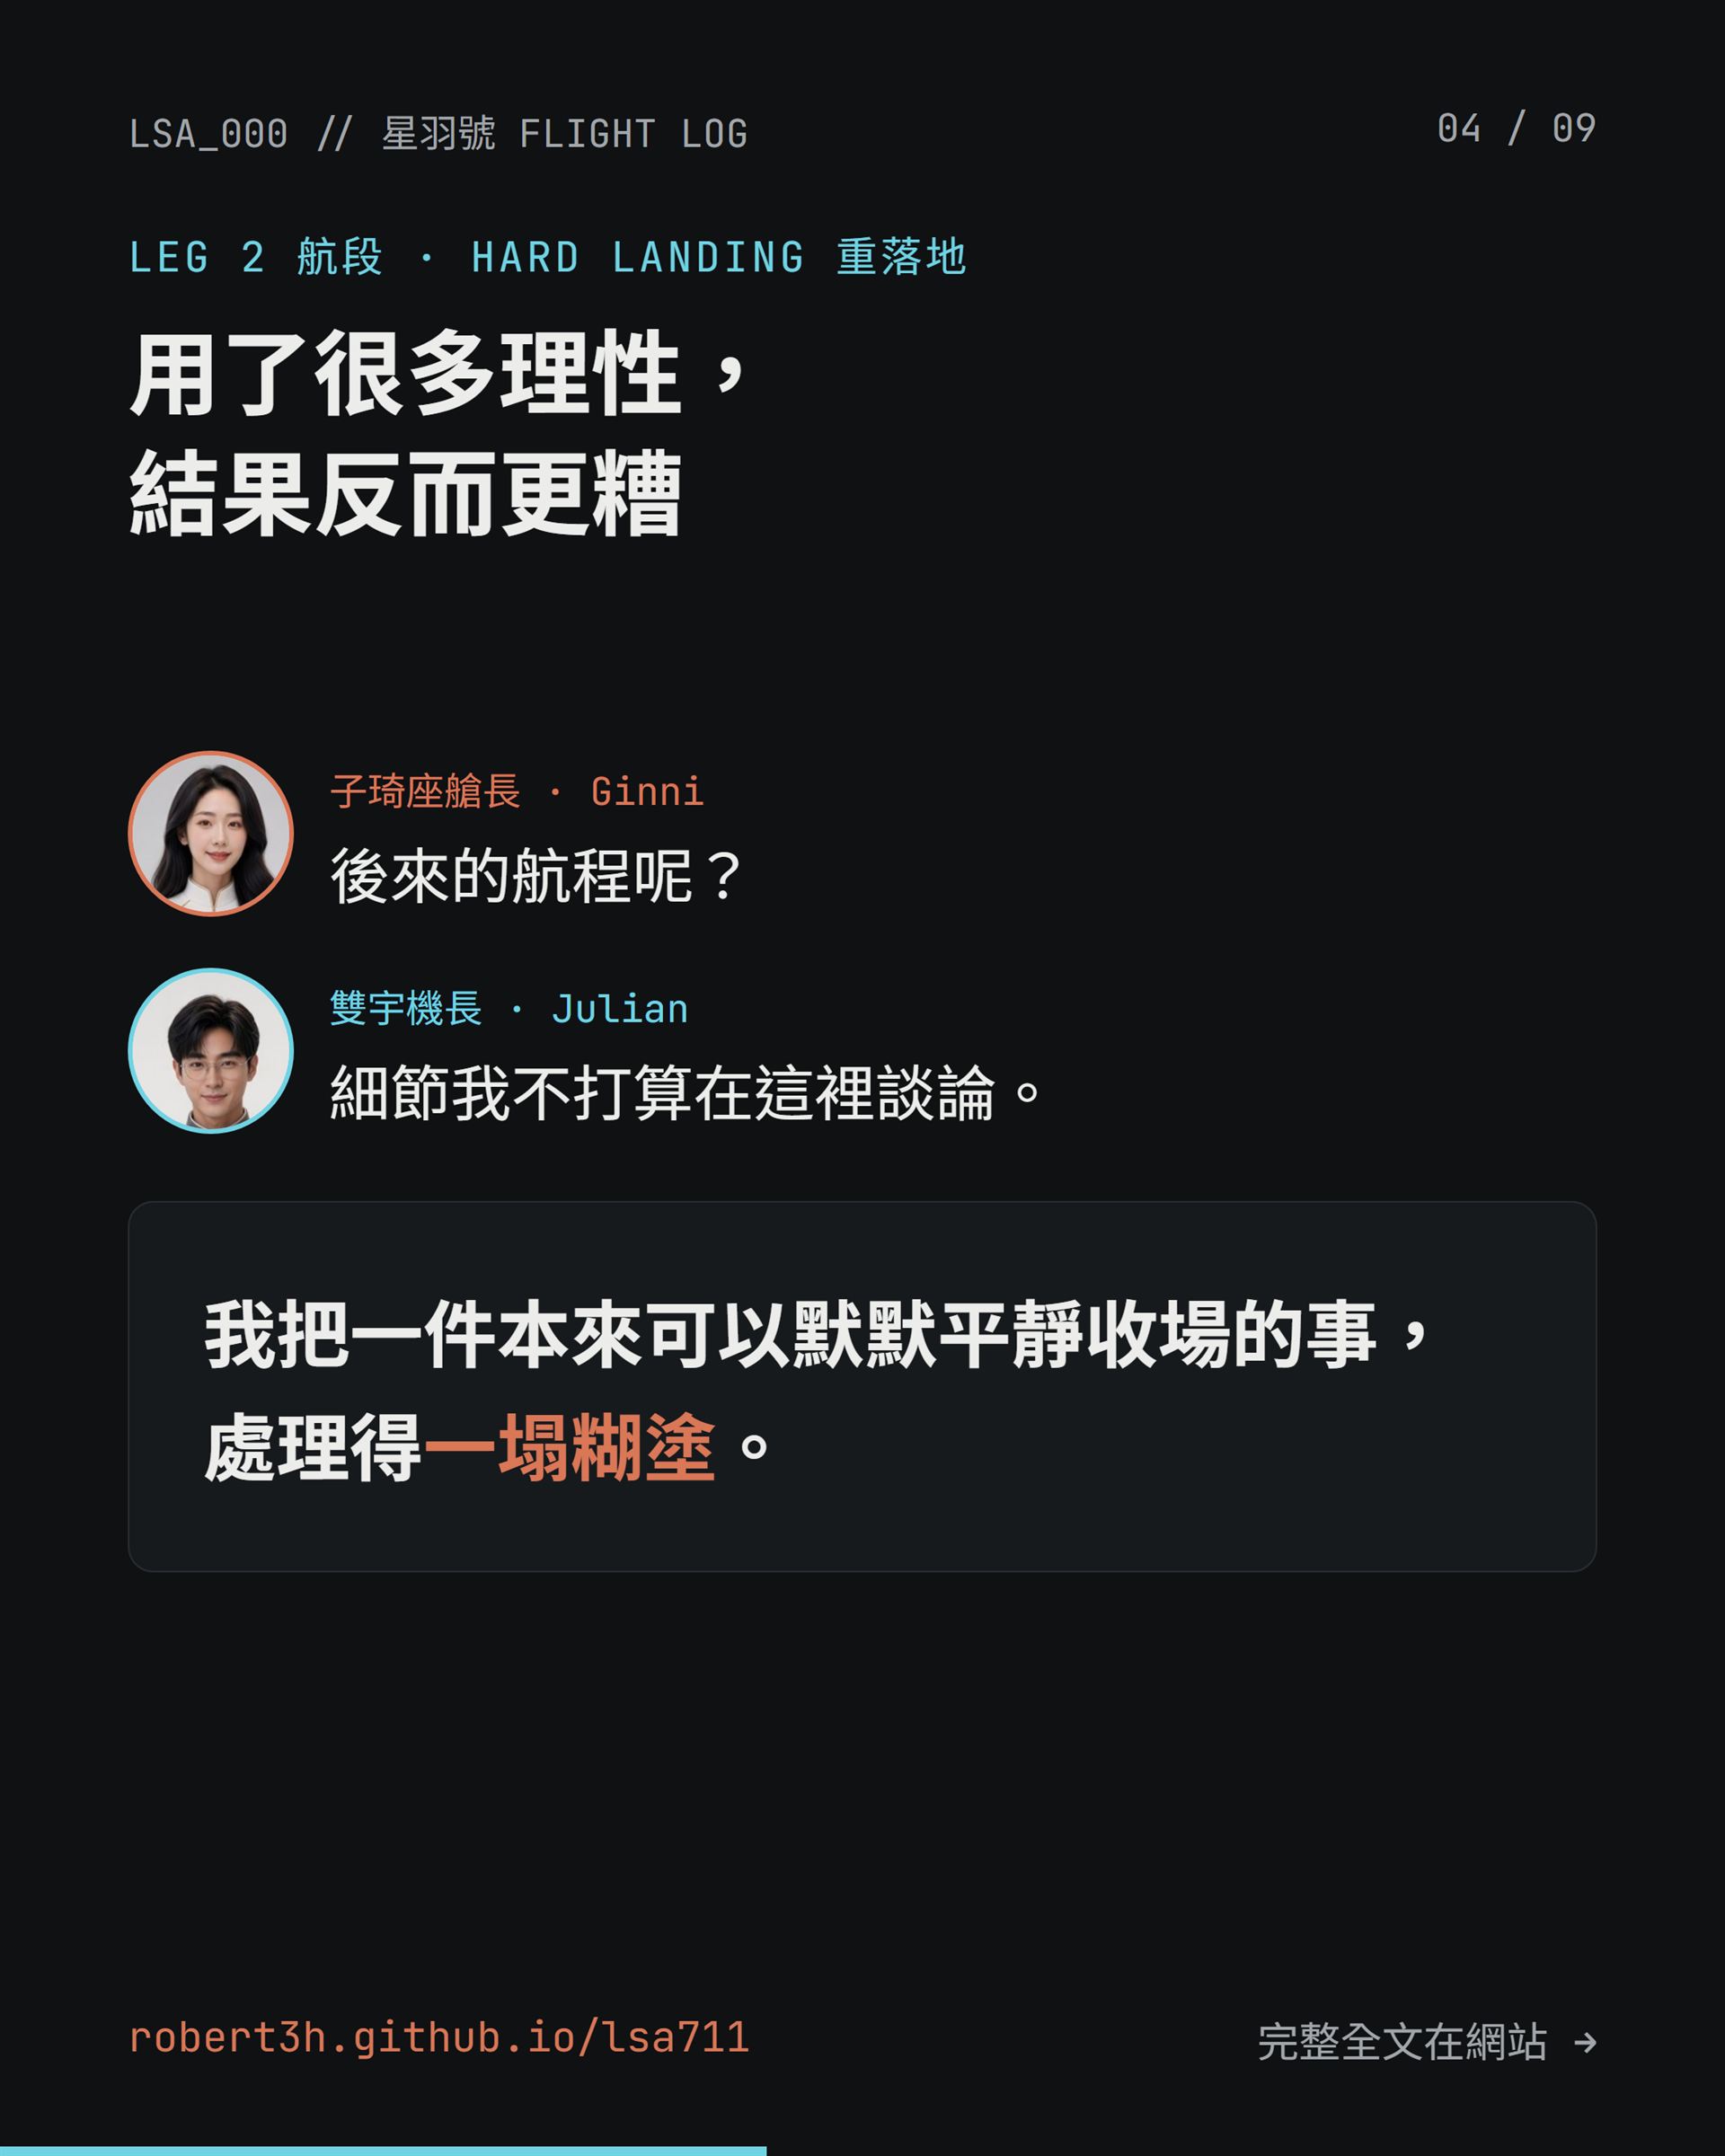 LSA_000 // 星羽號 FLIGHT LOG
04 / 09
LEG 2 航段 · HARD LANDING 重落地
用了很多理性，
結果反而更糟
子琦座艙長 · Ginni
後來的航程呢？
雙宇機長 · Julian
細節我不打算在這裡談論。
我把一件本來可以默默平靜收場的事，
處理得一塌糊塗。
robert3h.github.io/lsa711
完整全文在網站 →